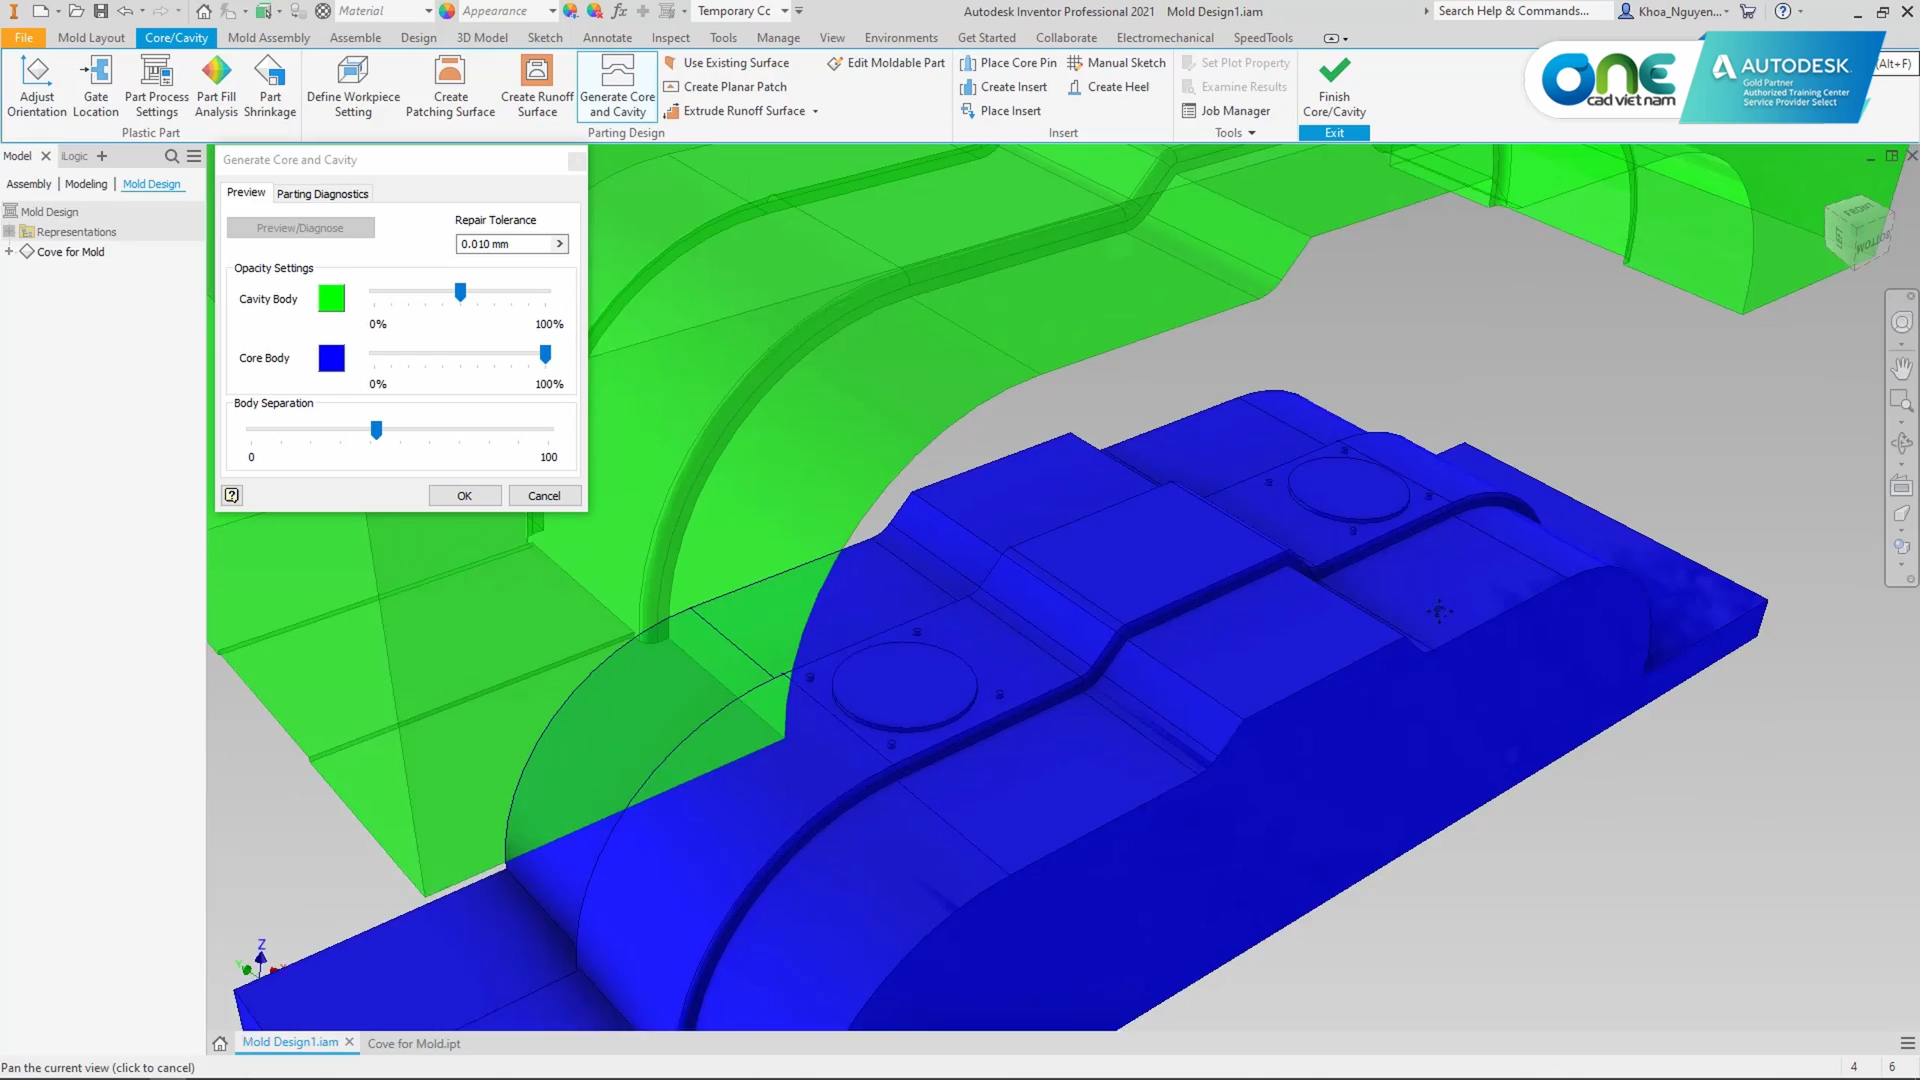 Material
Appearance
Temporary Cc
Autodesk Inventor Professional 2021 Mold Design1.iam
Search Help & Commands...
Khoa_Nguyen...
File
Mold Layout
Core/Cavity
Mold Assembly
Assemble
Design
3D Model
Sketch
Annotate
Inspect
Tools
Manage
View
Environments
Get Started
Collaborate
Electromechanical
SpeedTools
Adjust
Orientation
Gate
Location
Part Process
Settings
Part Fill
Analysis
Part
Shrinkage
Plastic Part
Define Workpiece
Setting
Create
Patching Surface
Create Runoff
Surface
Generate Core
and Cavity
Use Existing Surface
Create Planar Patch
Extrude Runoff Surface
Edit Moldable Part
Parting Design
Place Core Pin
Create Insert
Place Insert
Manual Sketch
Create Heel
Insert
Set Plot Property
Examine Results
Job Manager
Tools
Finish
Core/Cavity
Exit
ONE
cad viet nam
AUTODESK.
Gold Partner
Authorized Training Center
Service Provider Select
(Alt+F)
Model
iLogic
Assembly
Modeling
Mold Design
Mold Design
Representations
Cove for Mold
Generate Core and Cavity
Preview
Parting Diagnostics
Preview/Diagnose
Repair Tolerance
0.010 mm
Opacity Settings
Cavity Body
0%
100%
Core Body
0%
100%
Body Separation
0
100
OK
Cancel
FRONT
LEFT
BOTTOM
Z
Mold Design1.iam
Cove for Mold.ipt
Pan the current view (click to cancel)
4
6